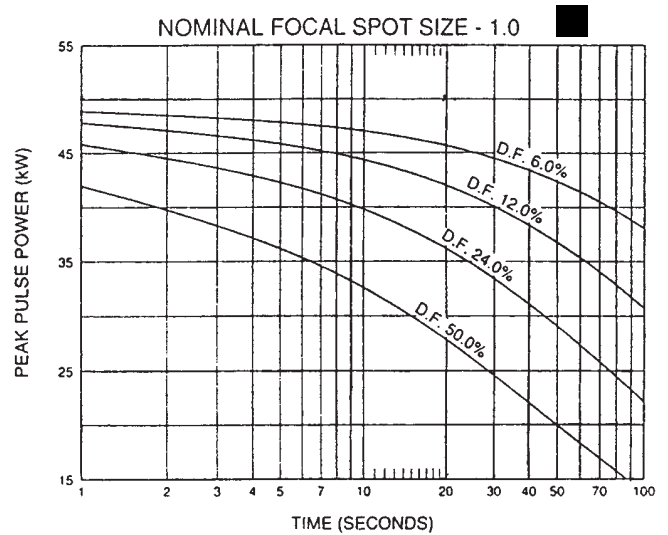 NOMINAL FOCAL SPOT SIZE - 1.0
55
45
35
25
15
PEAK PULSE POWER (kW)
D.F. 6.0%
D.F. 12.0%
D.F. 24.0%
D.F. 50.0%
1 2 3 4 5 7 10 20 30 40 50 70 100
TIME (SECONDS)